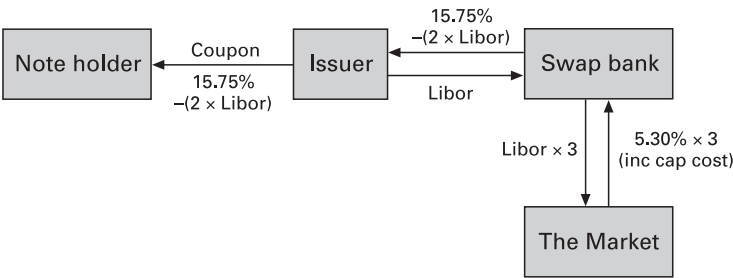 15.75%
–(2 × Libor)
Note holder
Coupon
15.75%
–(2 × Libor)
Issuer
Libor
Swap bank
Libor × 3
5.30% × 3
(inc cap cost)
The Market